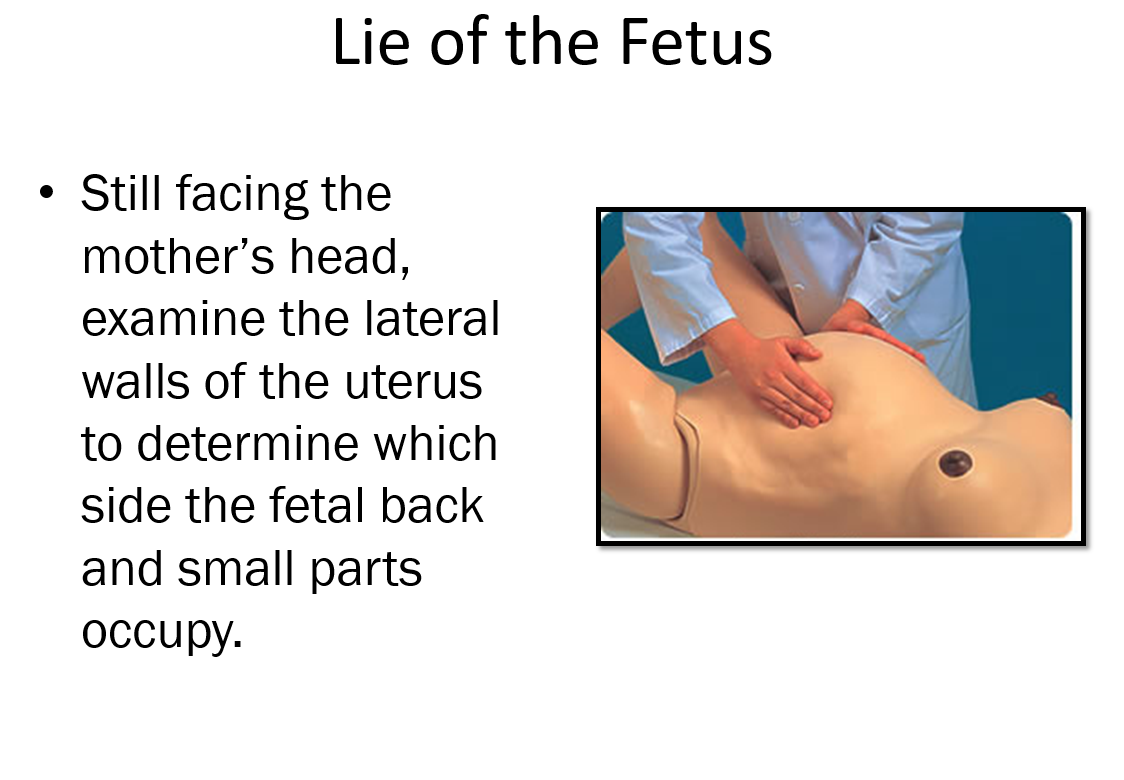 Lie of the Fetus
• Still facing the
mother’s head,
examine the lateral
walls of the uterus
to determine which
side the fetal back
and small parts
occupy.